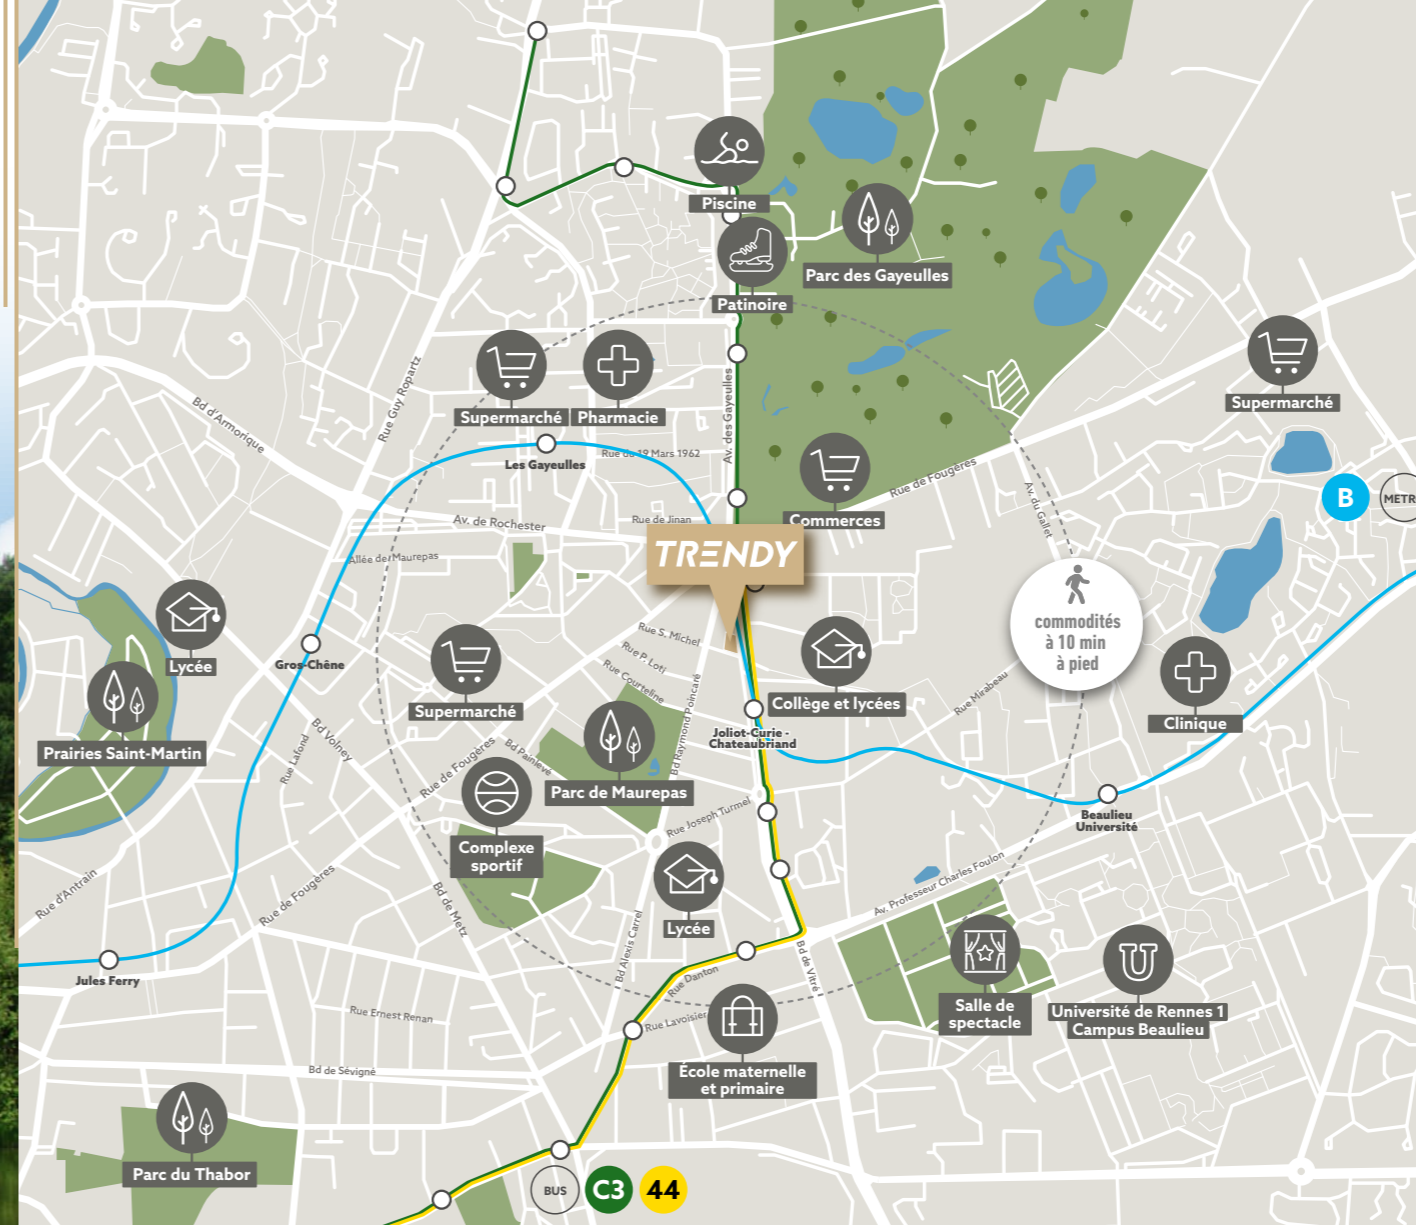 Piscine
Parc des Gayeulles
Patinoire
Supermarché
Pharmacie
Supermarché
Rue Guy Ropartz
Bd d'Armorique
Av. des Gayeulles
Les Gayeulles
Rue du 19 Mars 1962
Commerces
Rue de Fougères
Av. du Gallet
B
METR
Av. de Rochester
Rue de Jinan
Allée de Maurepas
TRENDY
commodités
à 10 min
à pied
Lycée
Gros-Chêne
Rue S. Michel
Rue P. Loti
Rue Courteline
Supermarché
Collège et lycées
Rue Mirabeau
Clinique
Prairies Saint-Martin
Bd Volney
Rue Lafond
Rue de Fougères
Bd Painlevé
Bd Raymond Poincaré
Joliot-Curie -
Chateaubriand
Parc de Maurepas
Rue Joseph Turmel
Beaulieu
Université
Complexe
sportif
Rue d'Antrain
Rue de Fougères
Bd de Metz
Lycée
Av. Professeur Charles Foulon
Bd Alexis Carrel
Rue Danton
Bd de Vitré
Jules Ferry
Rue Ernest Renan
Rue Lavoisier
Salle de
spectacle
Université de Rennes 1
Campus Beaulieu
Bd de Sévigné
École maternelle
et primaire
Parc du Thabor
BUS
C3
44